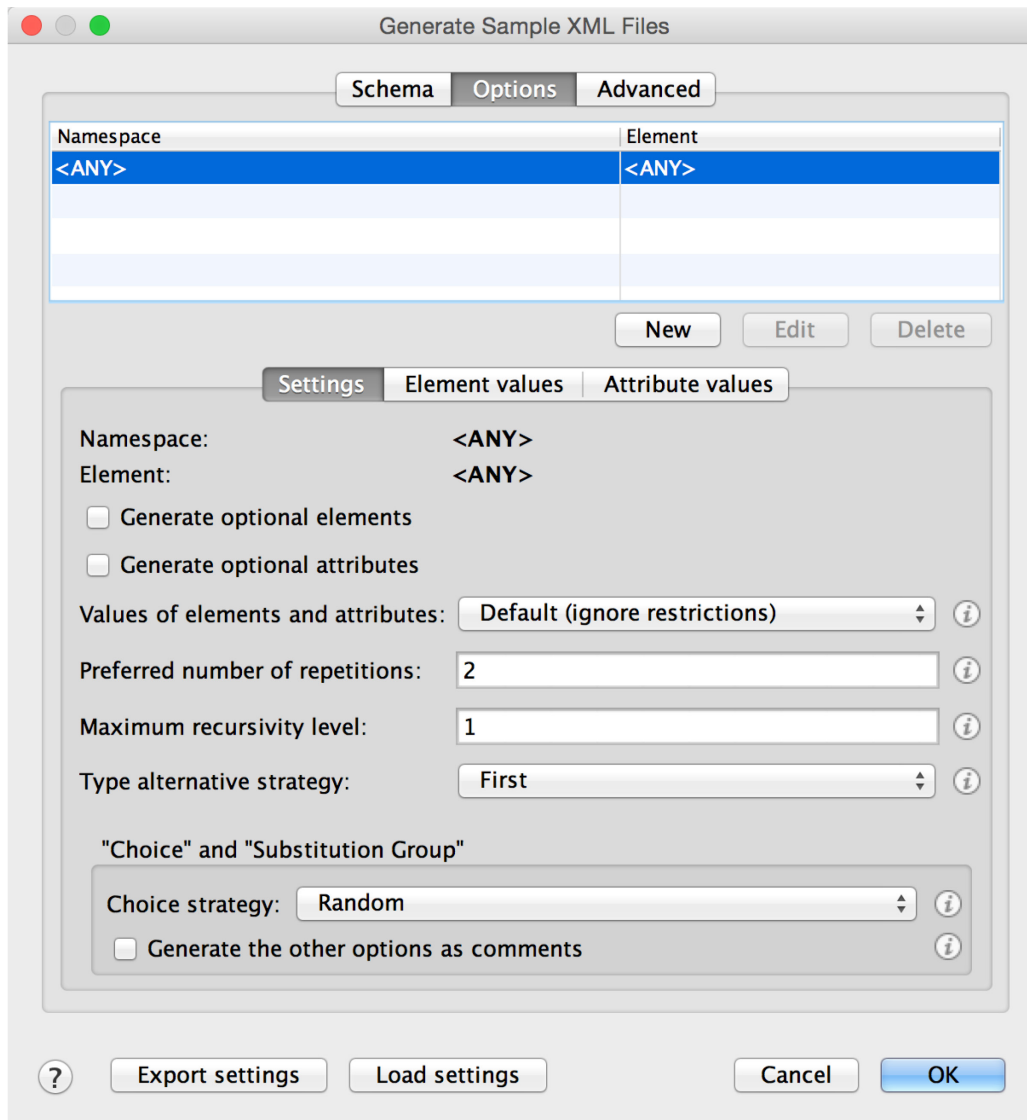 Generate Sample XML Files
Schema Options Advanced
Namespace Element
<ANY> <ANY>
New Edit Delete
Settings Element values Attribute values
Namespace: <ANY>
Element: <ANY>
Generate optional elements
Generate optional attributes
Values of elements and attributes: Default (ignore restrictions) i
Preferred number of repetitions: 2 i
Maximum recursivity level: 1 i
Type alternative strategy: First i
"Choice" and "Substitution Group"
Choice strategy: Random i
Generate the other options as comments i
? Export settings Load settings Cancel OK